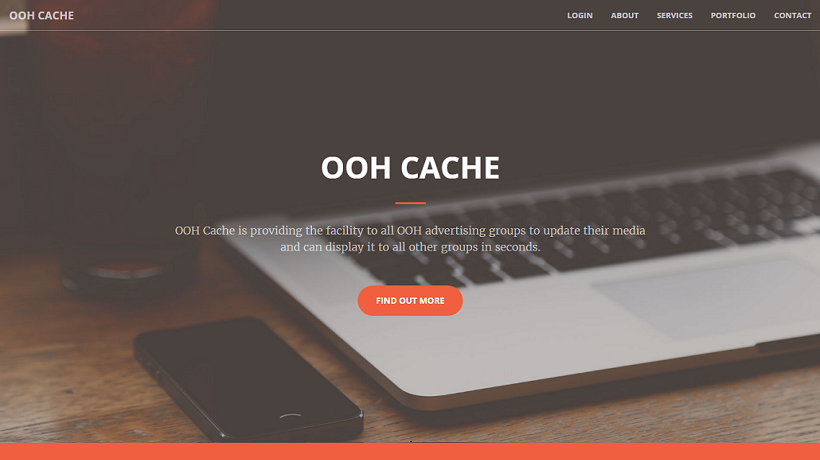 OOH CACHE
LOGIN ABOUT SERVICES PORTFOLIO CONTACT
OOH CACHE
OOH Cache is providing the facility to all OOH advertising groups to update their media
and can display it to all other groups in seconds.
FIND OUT MORE